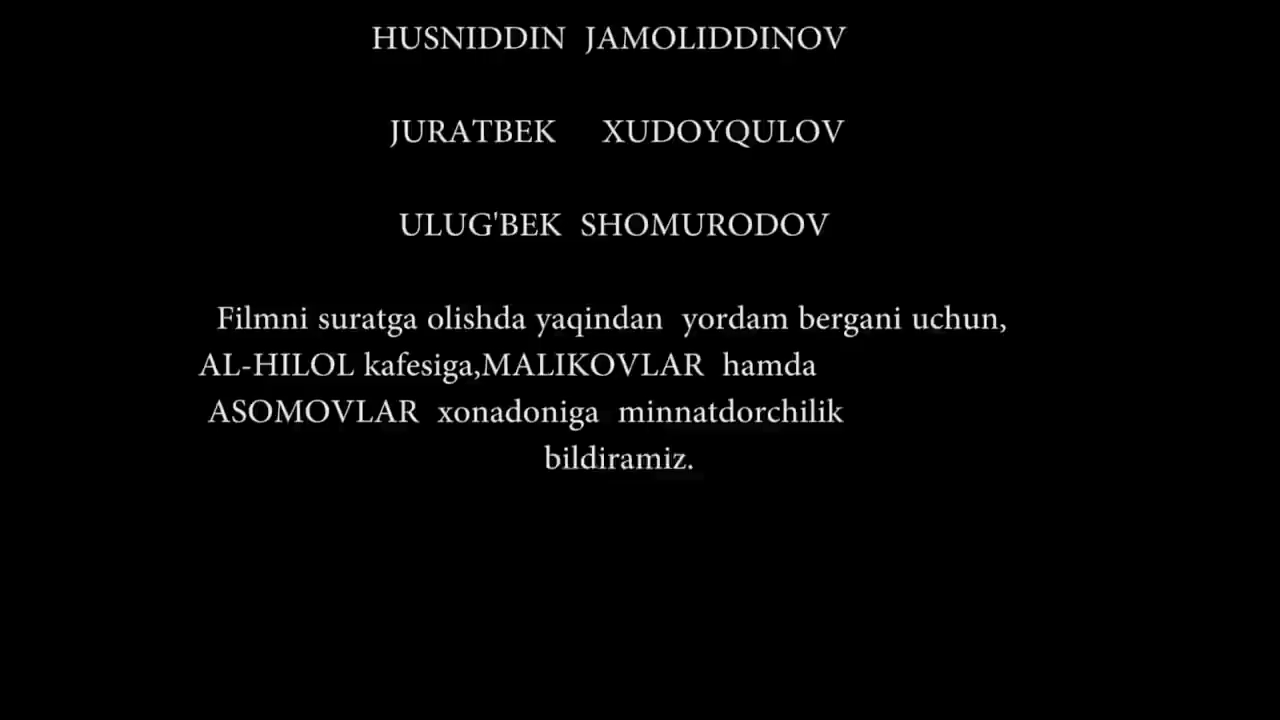 HUSNIDDIN JAMOLIDDINOV
JURATBEK XUDOYQULOV
ULUG'BEK SHOMURODOV
Filmni suratga olishda yaqindan yordam bergani uchun,
AL-HILOL kafesiga,MALIKOVLAR hamda
ASOMOVLAR xonadoniga minnatdorchilik
bildiramiz.